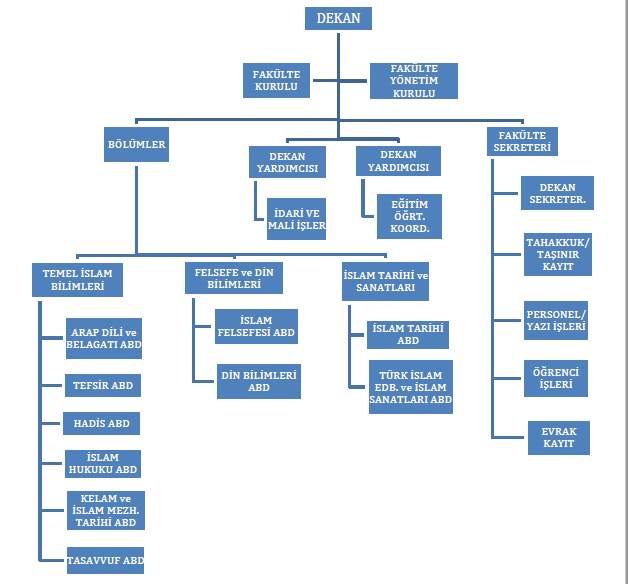 DEKAN
FAKÜLTE
KURULU
FAKÜLTE
YÖNETİM
KURULU
BÖLÜMLER
DEKAN
YARDIMCISI
DEKAN
YARDIMCISI
FAKÜLTE
SEKRETERİ
İDARİ VE
MALİ İŞLER
EĞİTİM
ÖĞRT.
KOORD.
DEKAN
SEKRETER.
TAHAKKUK/
TAŞINIR
KAYIT
PERSONEL/
YAZI İŞLERİ
ÖĞRENCİ
İŞLERİ
EVRAK
KAYIT
TEMEL İSLAM
BİLİMLERİ
ARAP DİLİ ve
BELAGATI ABD
TEFSİR ABD
HADİS ABD
İSLAM
HUKUKU ABD
KELAM ve
İSLAM MEZH.
TARİHİ ABD
TASAVVUF ABD
FELSEFE ve DİN
BİLİMLERİ
İSLAM
FELSEFESİ ABD
DİN BİLİMLERİ
ABD
İSLAM TARİHİ ve
SANATLARI
İSLAM TARİHİ
ABD
TÜRK İSLAM
EDB. ve İSLAM
SANATLARI ABD